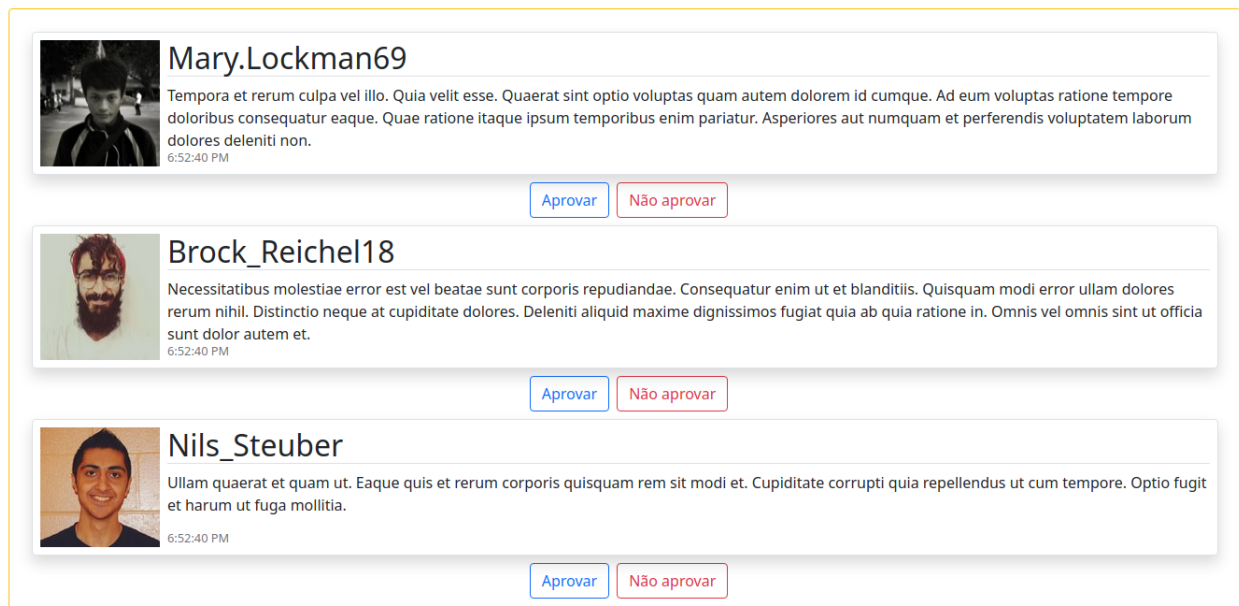 Mary.Lockman69
Tempora et rerum culpa vel illo. Quia velit esse. Quaerat sint optio voluptas quam autem dolorem id cumque. Ad eum voluptas ratione tempore
doloribus consequatur eaque. Quae ratione itaque ipsum temporibus enim pariatur. Asperiores aut numquam et perferendis voluptatem laborum
dolores deleniti non.
6:52:40 PM
Aprovar Não aprovar
Brock_Reichel18
Necessitatibus molestiae error est vel beatae sunt corporis repudiandae. Consequatur enim ut et blanditiis. Quisquam modi error ullam dolores
rerum nihil. Distinctio neque at cupiditate dolores. Deleniti aliquid maxime dignissimos fugiat quia ab quia ratione in. Omnis vel omnis sint ut officia
sunt dolor autem et.
6:52:40 PM
Aprovar Não aprovar
Nils_Steuber
Ullam quaerat et quam ut. Eaque quis et rerum corporis quisquam rem sit modi et. Cupiditate corrupti quia repellendus ut cum tempore. Optio fugit
et harum ut fuga mollitia.
6:52:40 PM
Aprovar Não aprovar